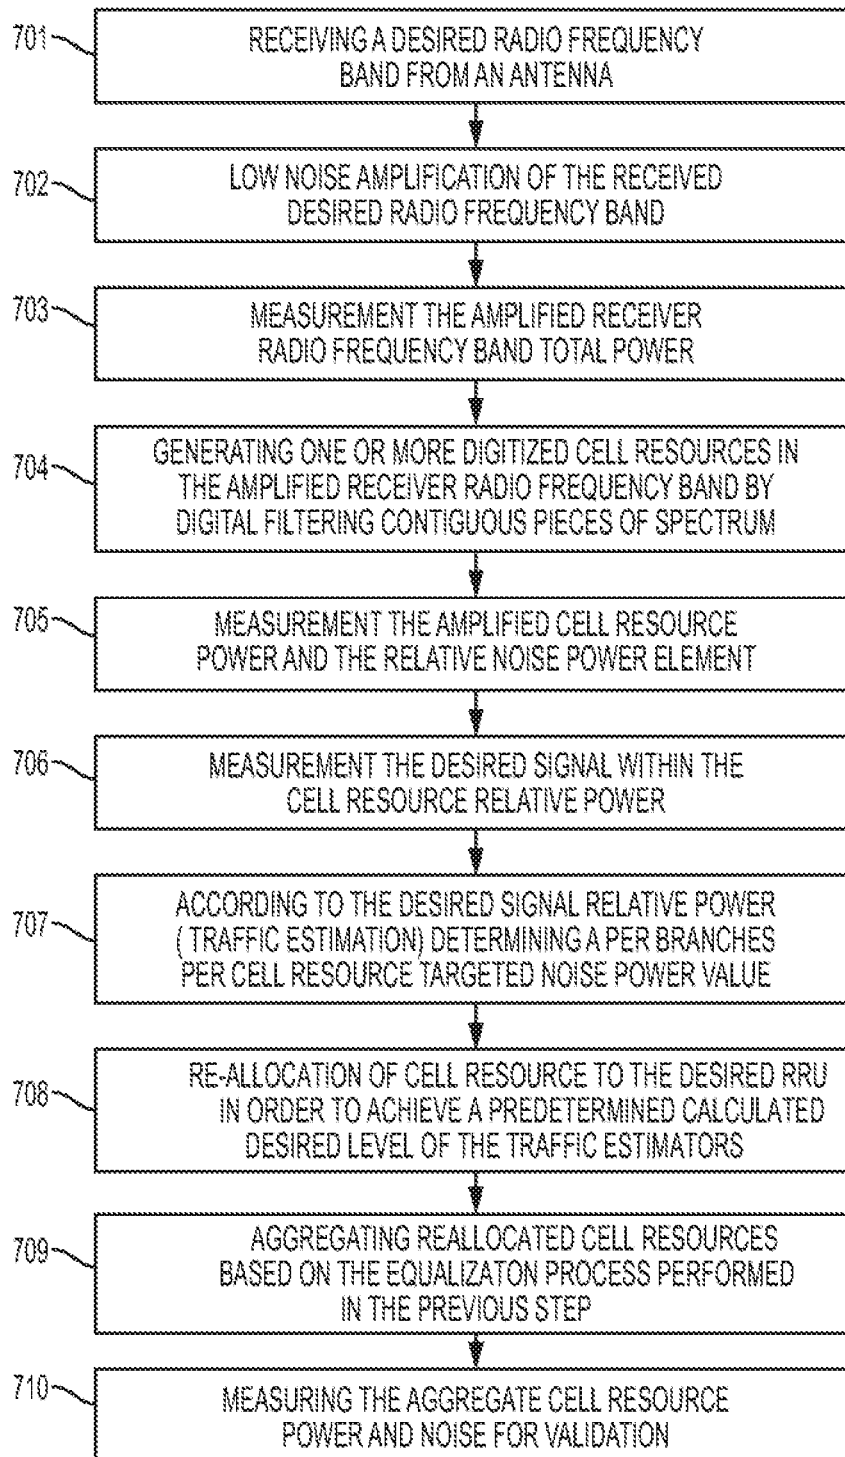 701
RECEIVING A DESIRED RADIO FREQUENCY
BAND FROM AN ANTENNA
702
LOW NOISE AMPLIFICATION OF THE RECEIVED
DESIRED RADIO FREQUENCY BAND
703
MEASUREMENT THE AMPLIFIED RECEIVER
RADIO FREQUENCY BAND TOTAL POWER
704
GENERATING ONE OR MORE DIGITIZED CELL RESOURCES IN
THE AMPLIFIED RECEIVER RADIO FREQUENCY BAND BY
DIGITAL FILTERING CONTIGUOUS PIECES OF SPECTRUM
705
MEASUREMENT THE AMPLIFIED CELL RESOURCE
POWER AND THE RELATIVE NOISE POWER ELEMENT
706
MEASUREMENT THE DESIRED SIGNAL WITHIN THE
CELL RESOURCE RELATIVE POWER
707
ACCORDING TO THE DESIRED SIGNAL RELATIVE POWER
( TRAFFIC ESTIMATION) DETERMINING A PER BRANCHES
PER CELL RESOURCE TARGETED NOISE POWER VALUE
708
RE-ALLOCATION OF CELL RESOURCE TO THE DESIRED RRU
IN ORDER TO ACHIEVE A PREDETERMINED CALCULATED
DESIRED LEVEL OF THE TRAFFIC ESTIMATORS
709
AGGREGATING REALLOCATED CELL RESOURCES
BASED ON THE EQUALIZATON PROCESS PERFORMED
IN THE PREVIOUS STEP
710
MEASURING THE AGGREGATE CELL RESOURCE
POWER AND NOISE FOR VALIDATION